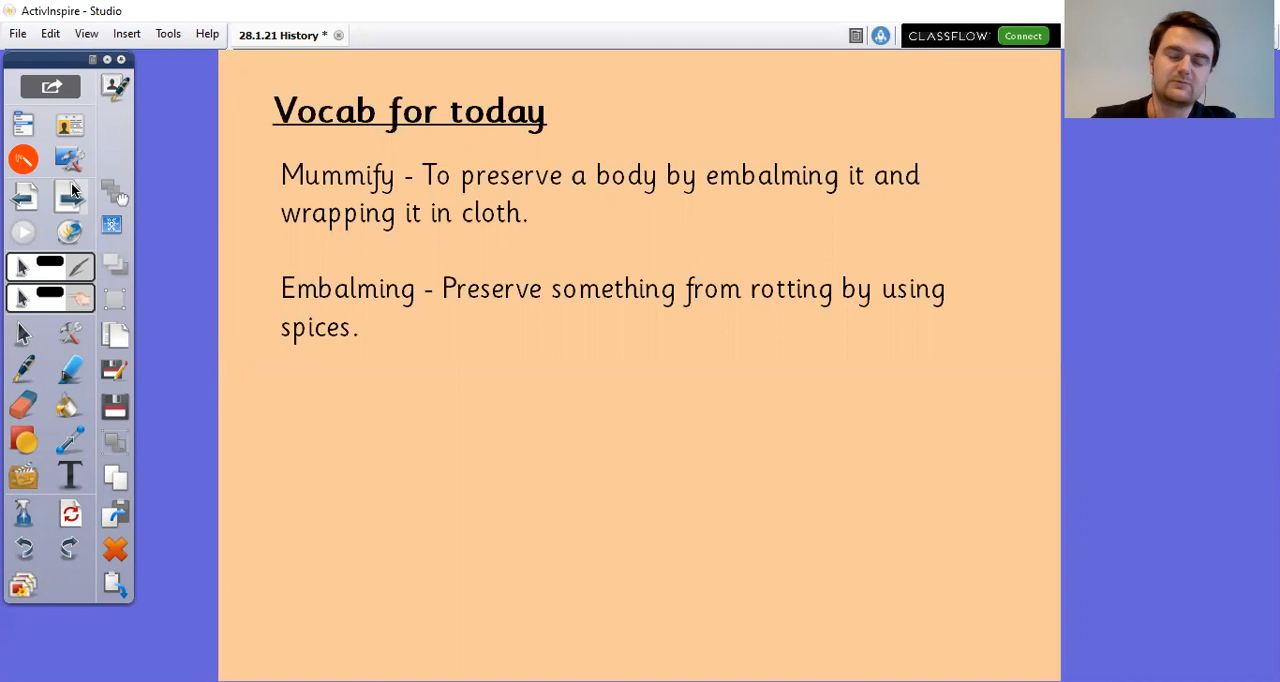 ActivInspire - Studio
File Edit View Insert Tools Help
28.1.21 History *
CLASSFLOW Connect
Vocab for today
Mummify - To preserve a body by embalming it and
wrapping it in cloth.
Embalming - Preserve something from rotting by using
spices.
T